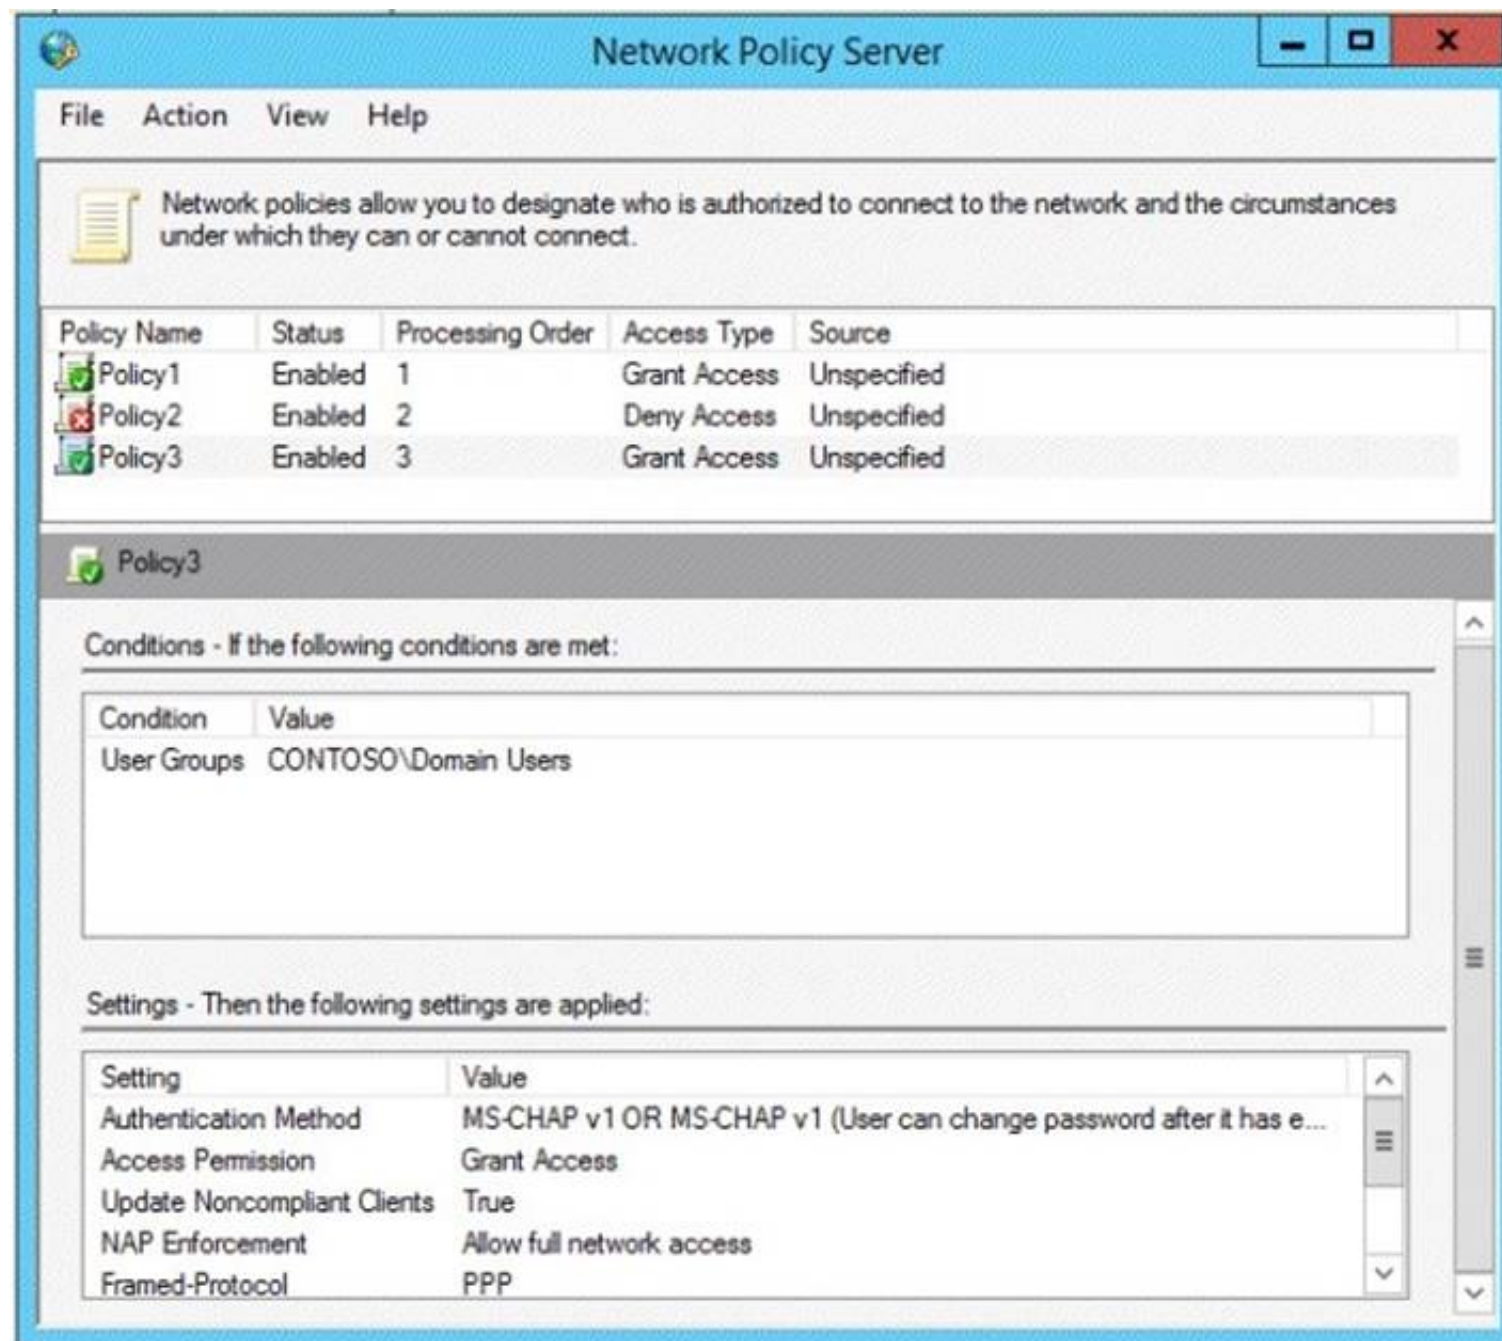 Network Policy Server
File Action View Help
Network policies allow you to designate who is authorized to connect to the network and the circumstances
under which they can or cannot connect.
Policy Name Status Processing Order Access Type Source
Policy1 Enabled 1 Grant Access Unspecified
Policy2 Enabled 2 Deny Access Unspecified
Policy3 Enabled 3 Grant Access Unspecified
Policy3
Conditions - If the following conditions are met:
Condition Value
User Groups CONTOSO\Domain Users
Settings - Then the following settings are applied:
Setting Value
Authentication Method MS-CHAP v1 OR MS-CHAP v1 (User can change password after it has e...
Access Permission Grant Access
Update Noncompliant Clients True
NAP Enforcement Allow full network access
Framed-Protocol PPP